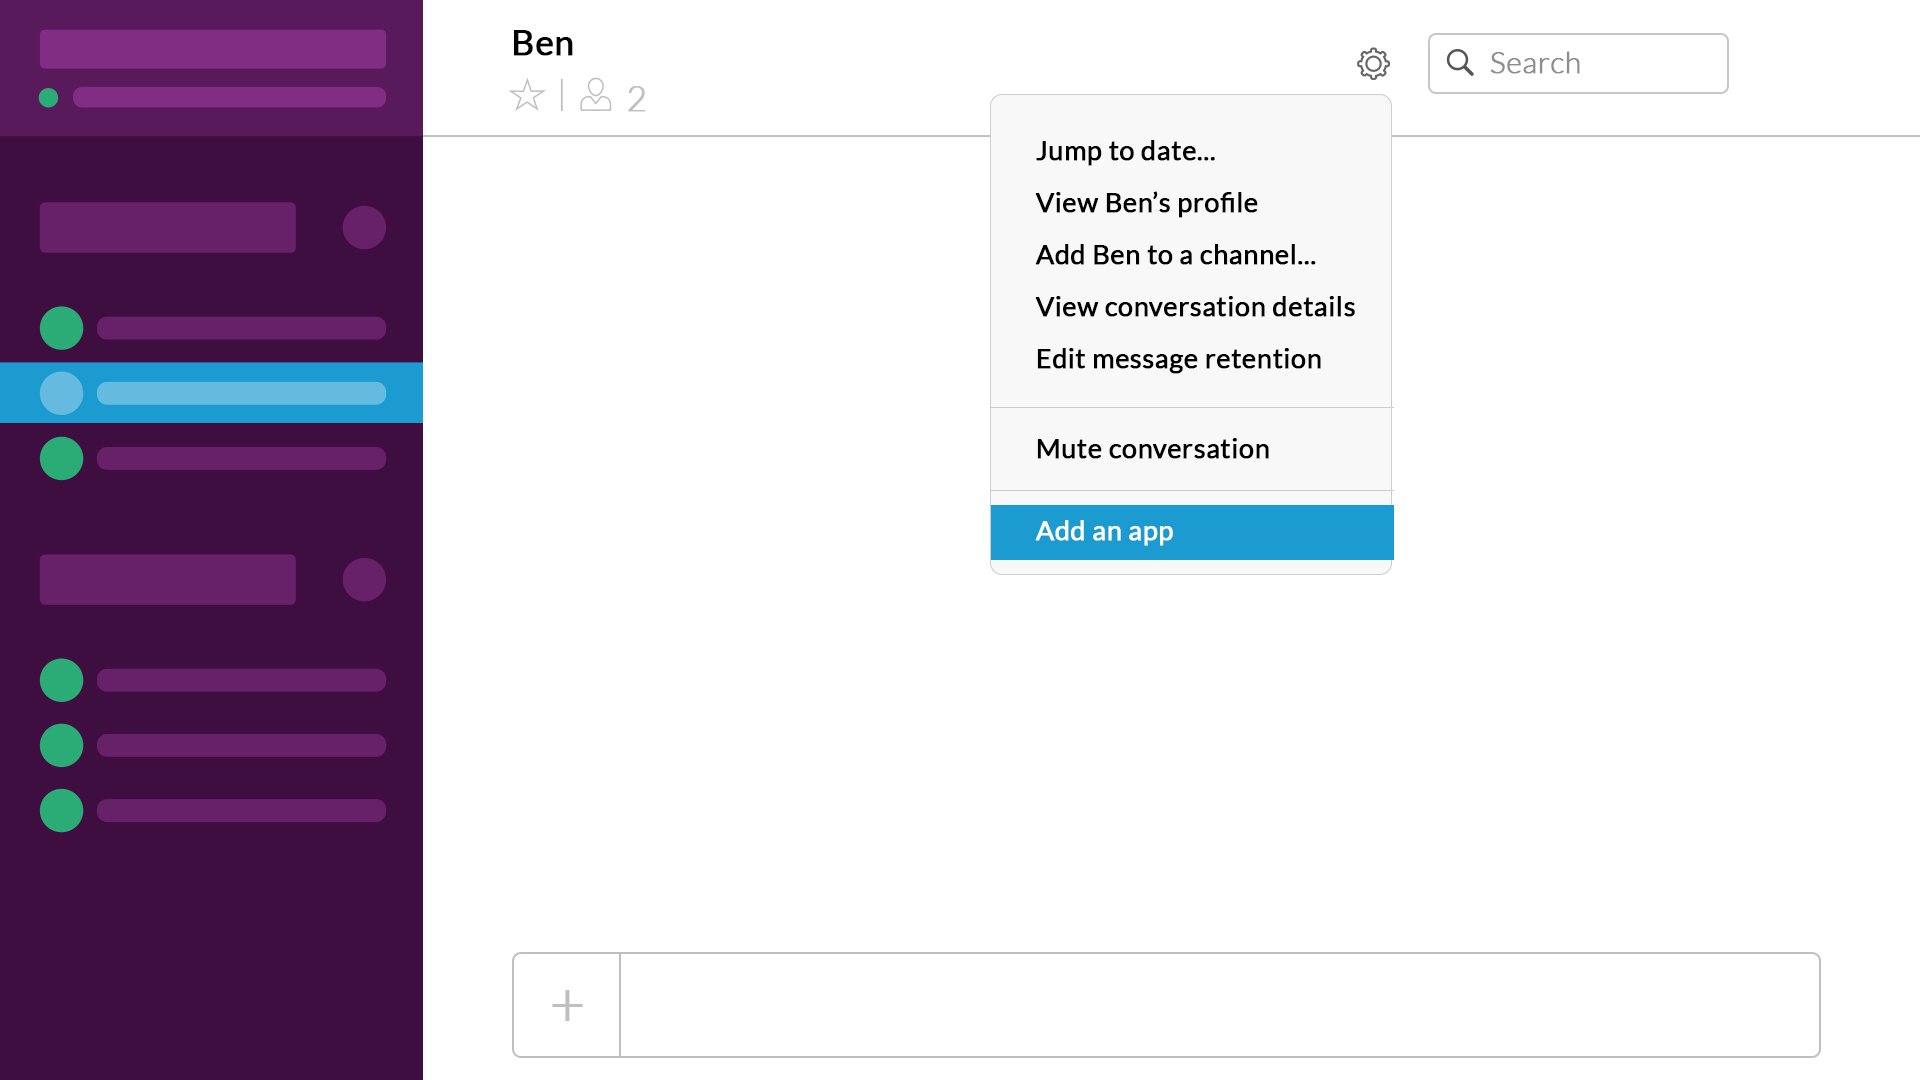 Ben
2
Search
Jump to date...
View Ben’s profile
Add Ben to a channel...
View conversation details
Edit message retention
Mute conversation
Add an app